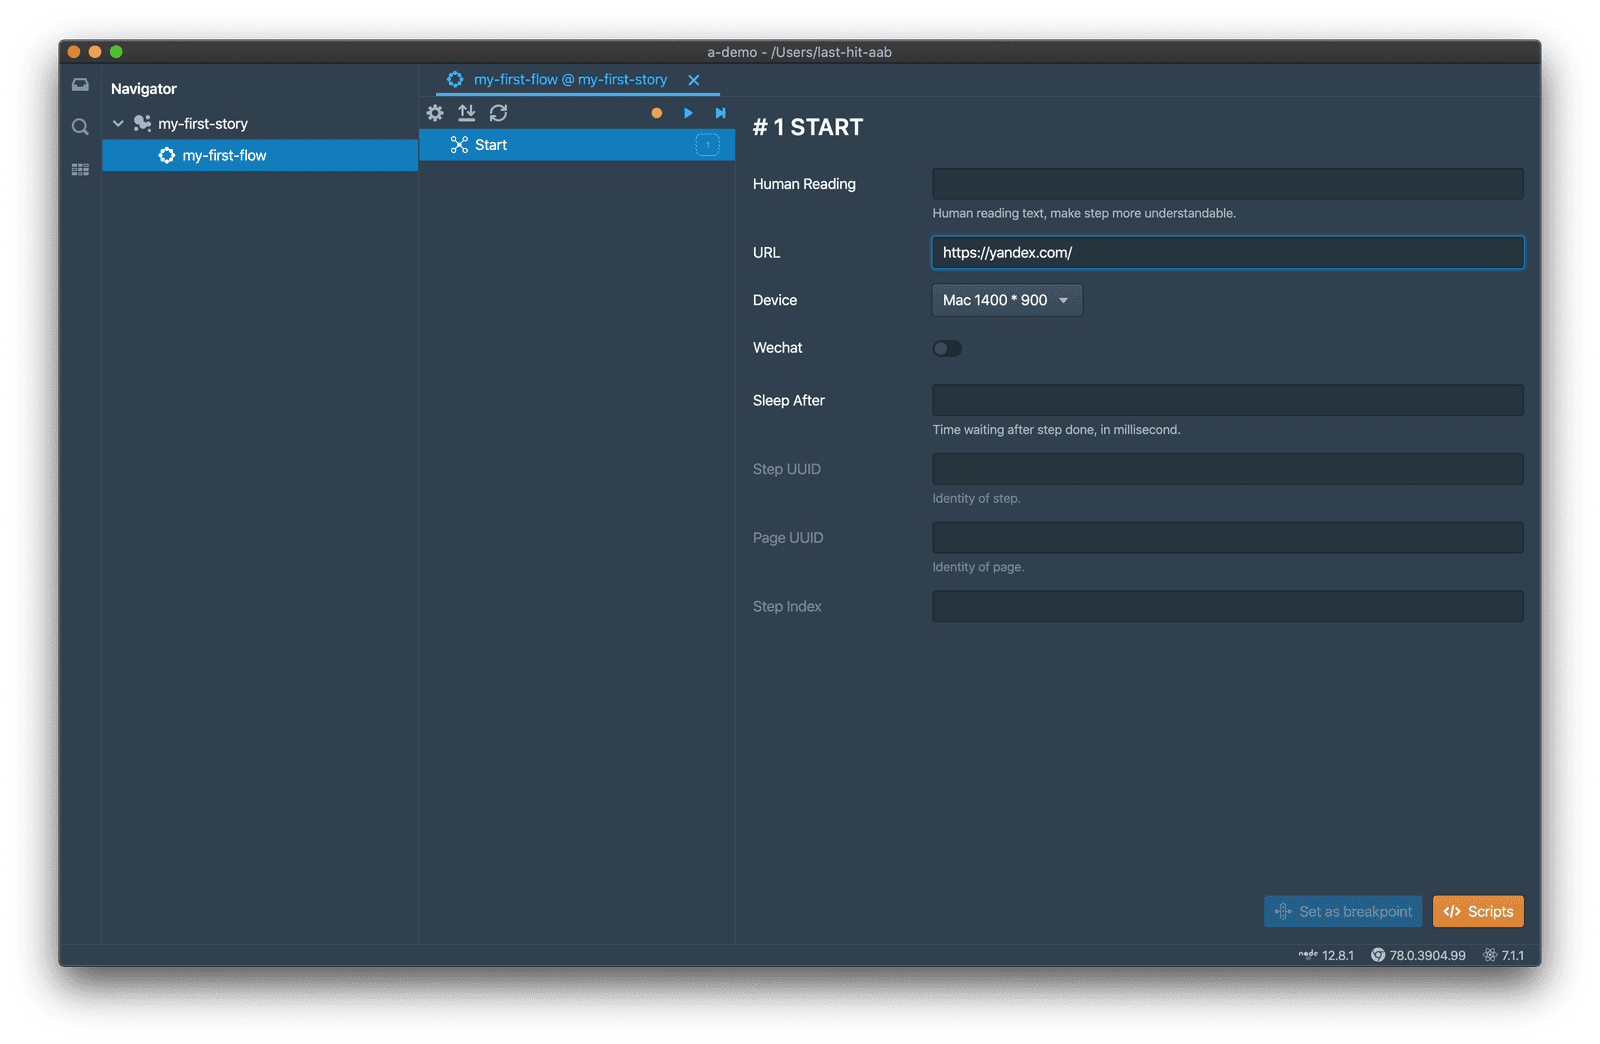 a-demo - /Users/last-hit-aab
Navigator
my-first-story
my-first-flow
my-first-flow @ my-first-story
Start
1
# 1 START
Human Reading
Human reading text, make step more understandable.
URL
https://yandex.com/
Device
Mac 1400 * 900
Wechat
Sleep After
Time waiting after step done, in millisecond.
Step UUID
Identity of step.
Page UUID
Identity of page.
Step Index
Set as breakpoint
Scripts
node 12.8.1
78.0.3904.99
7.1.1